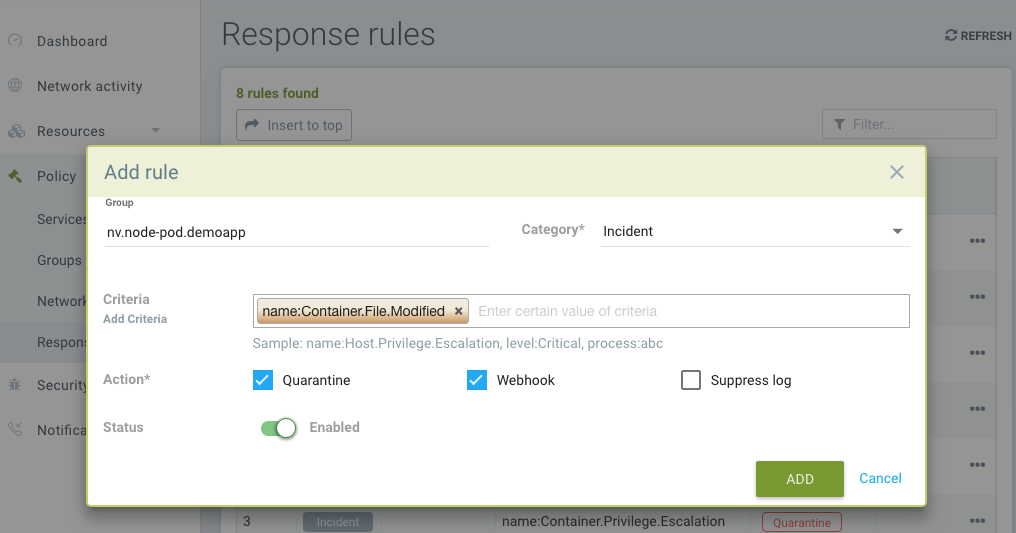 Dashboard
Network activity
Resources
Policy
Services
Groups
Network
Respons
Security
Notifica
Response rules
REFRESH
8 rules found
Insert to top
Filter...
Add rule
Group
nv.node-pod.demoapp
Category*
Incident
Criteria
Add Criteria
name:Container.File.Modified ×
Enter certain value of criteria
Sample: name:Host.Privilege.Escalation, level:Critical, process:abc
Action*
Quarantine
Webhook
Suppress log
Status
Enabled
ADD
Cancel
3
Incident
name:Container.Privilege.Escalation
Quarantine